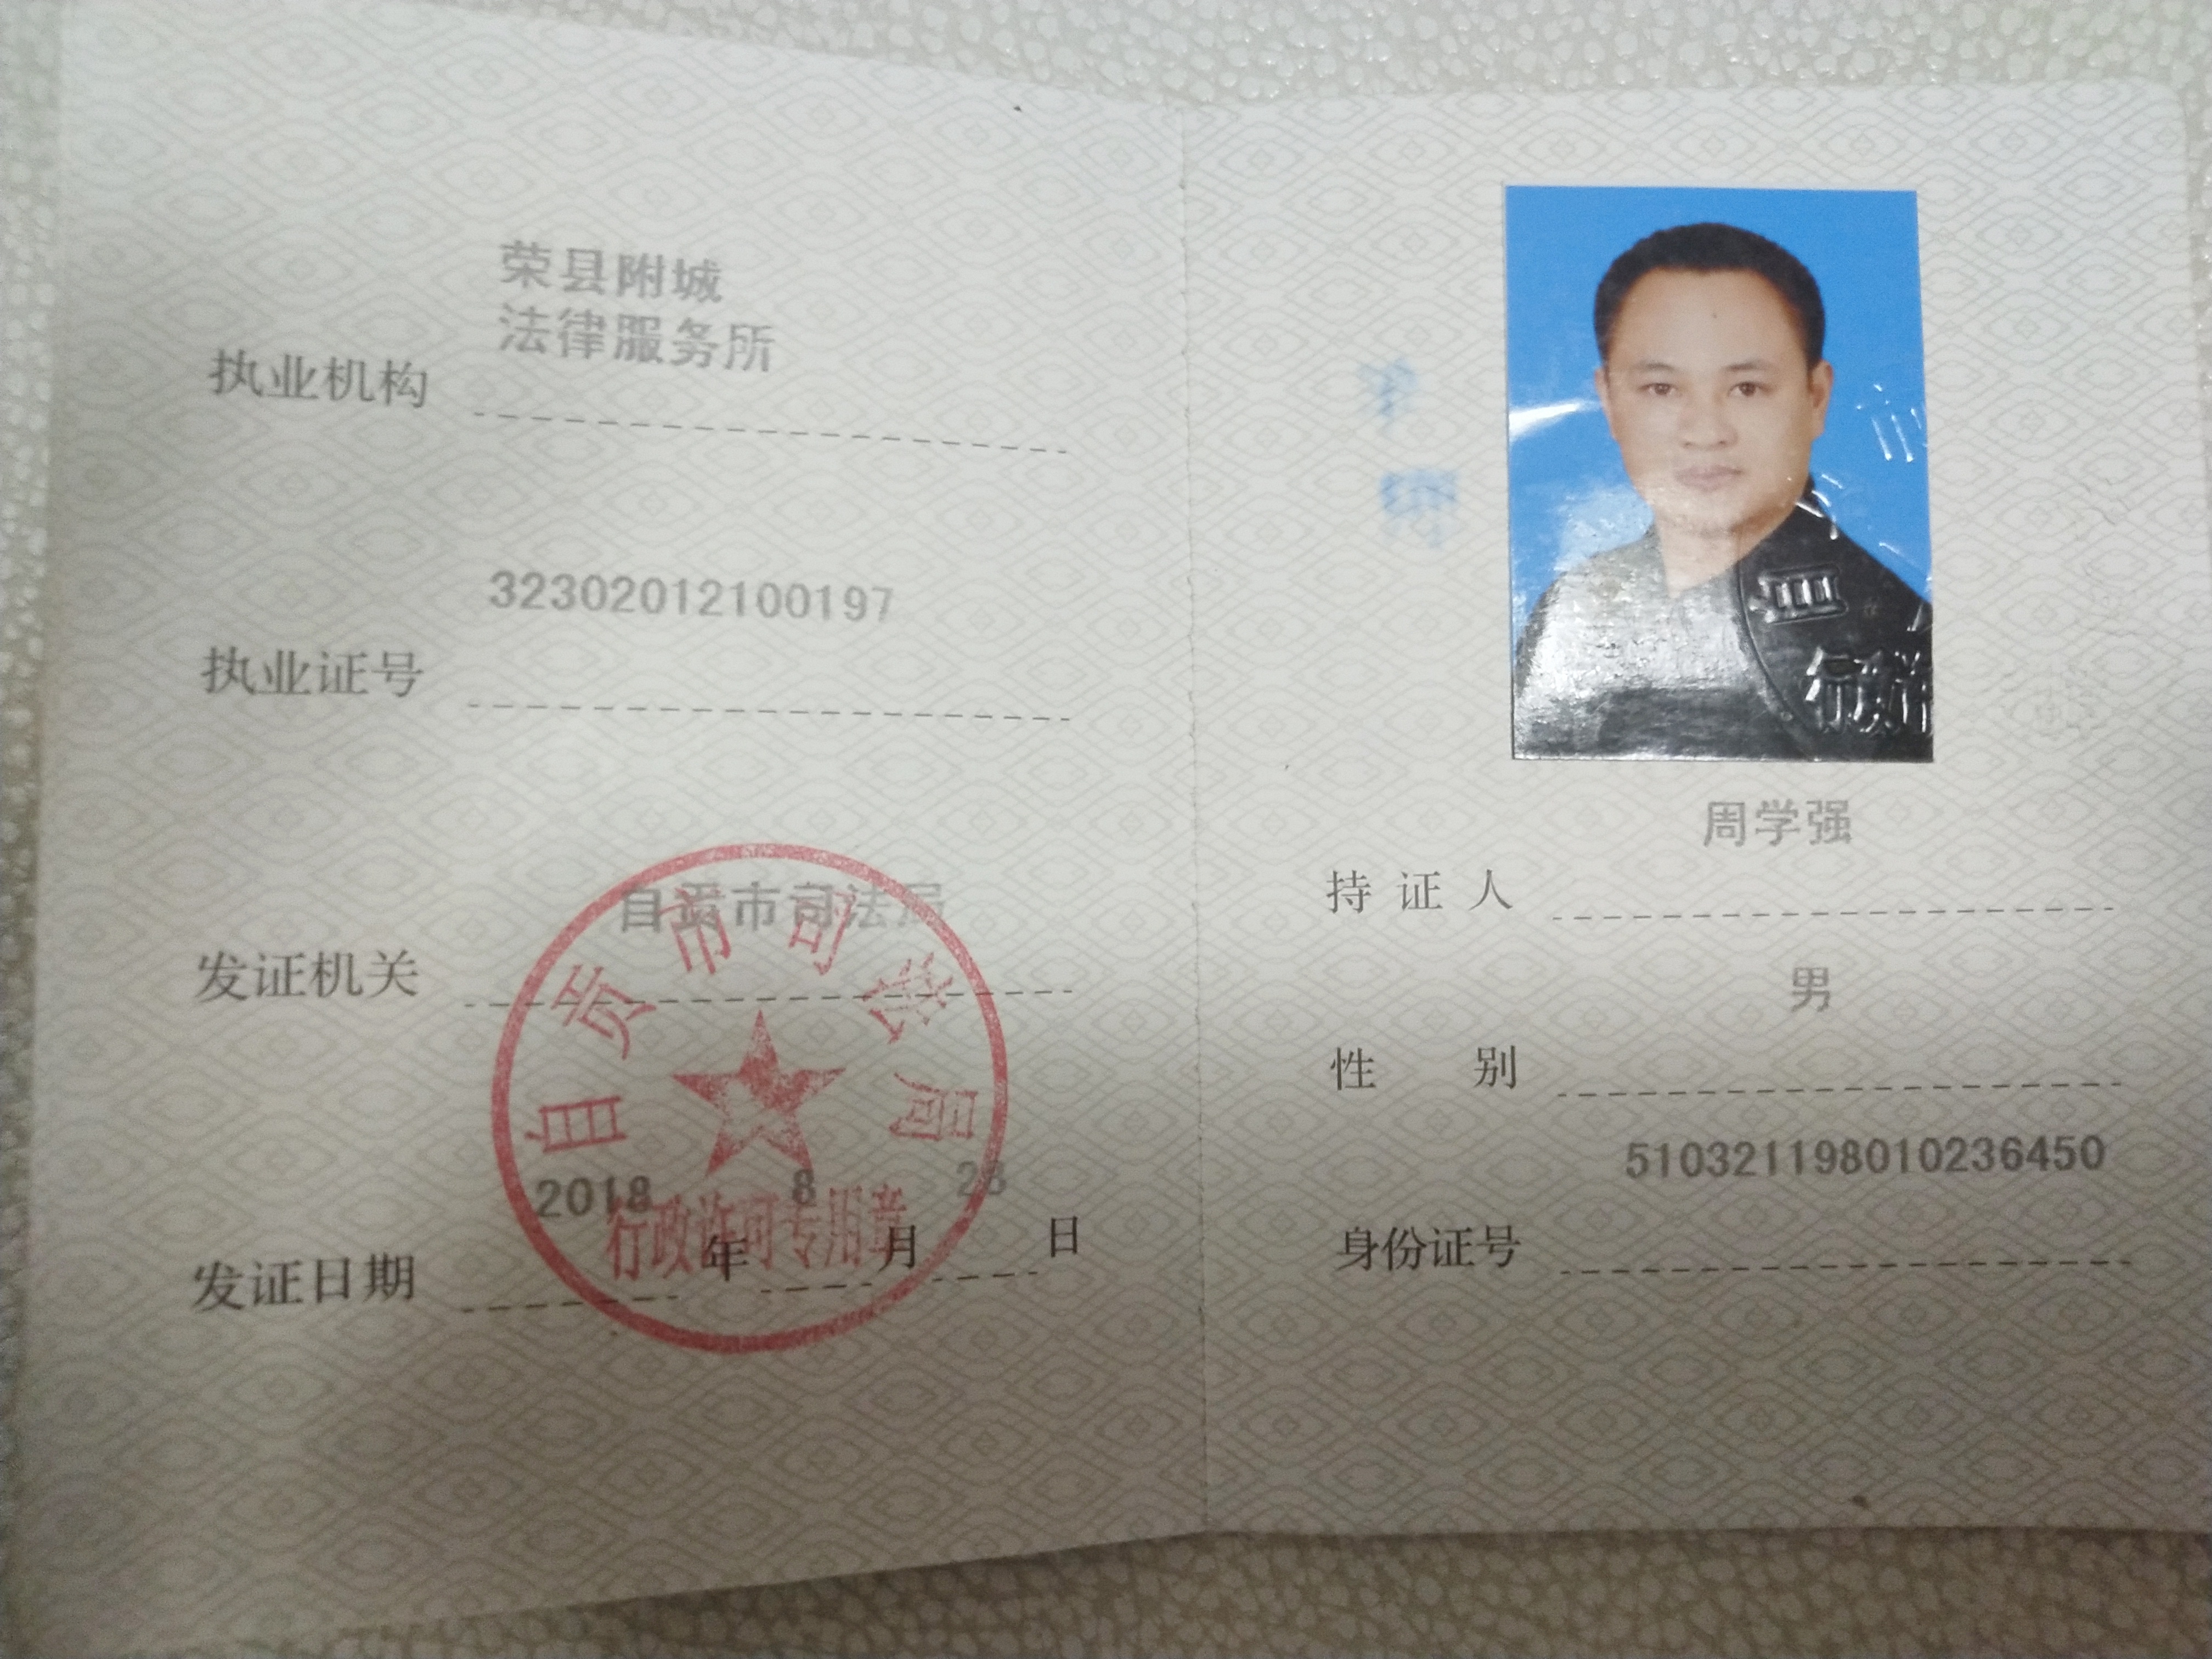 荣县附城
法律服务所
执业机构
32302012100197
执业证号
自贡市司法局
发证机关
自贡市司法局
行政许可专用章
2018 8 23
发证日期 年 月 日
周学强
持证人
男
性别
510321198010236450
身份证号